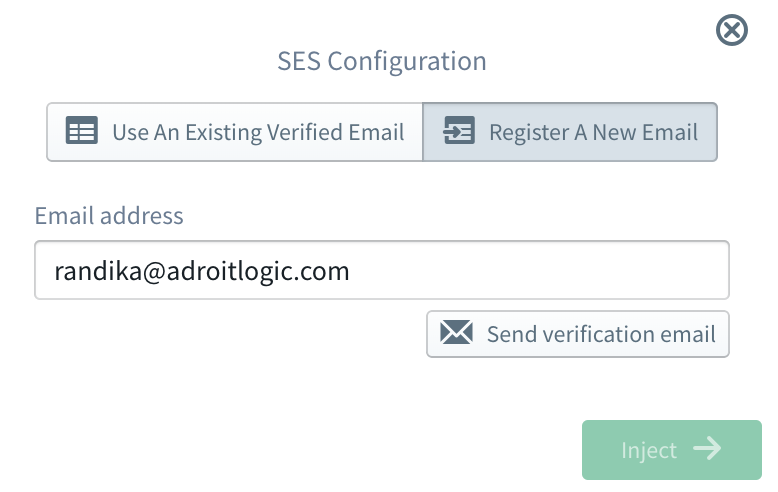 SES Configuration
Use An Existing Verified Email
Register A New Email
Email address
randika@adroitlogic.com
Send verification email
Inject